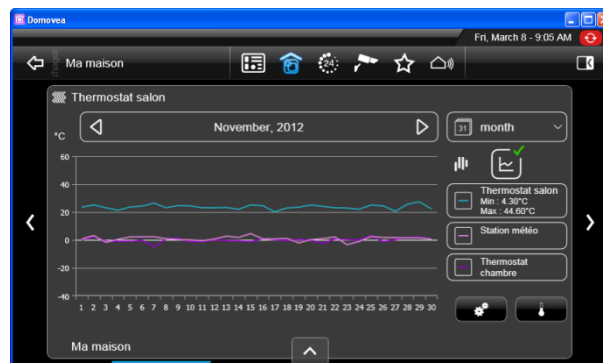 Domovea
Fri, March 8 - 9:05 AM
hager
Ma maison
24
Thermostat salon
°C
November, 2012
31
month
60
40
20
0
-20
-40
1 2 3 4 5 6 7 8 9 10 11 12 13 14 15 16 17 18 19 20 21 22 23 24 25 26 27 28 29 30
Thermostat salon
Min : 4.30°C
Max : 44.60°C
Station météo
Thermostat
chambre
Ma maison